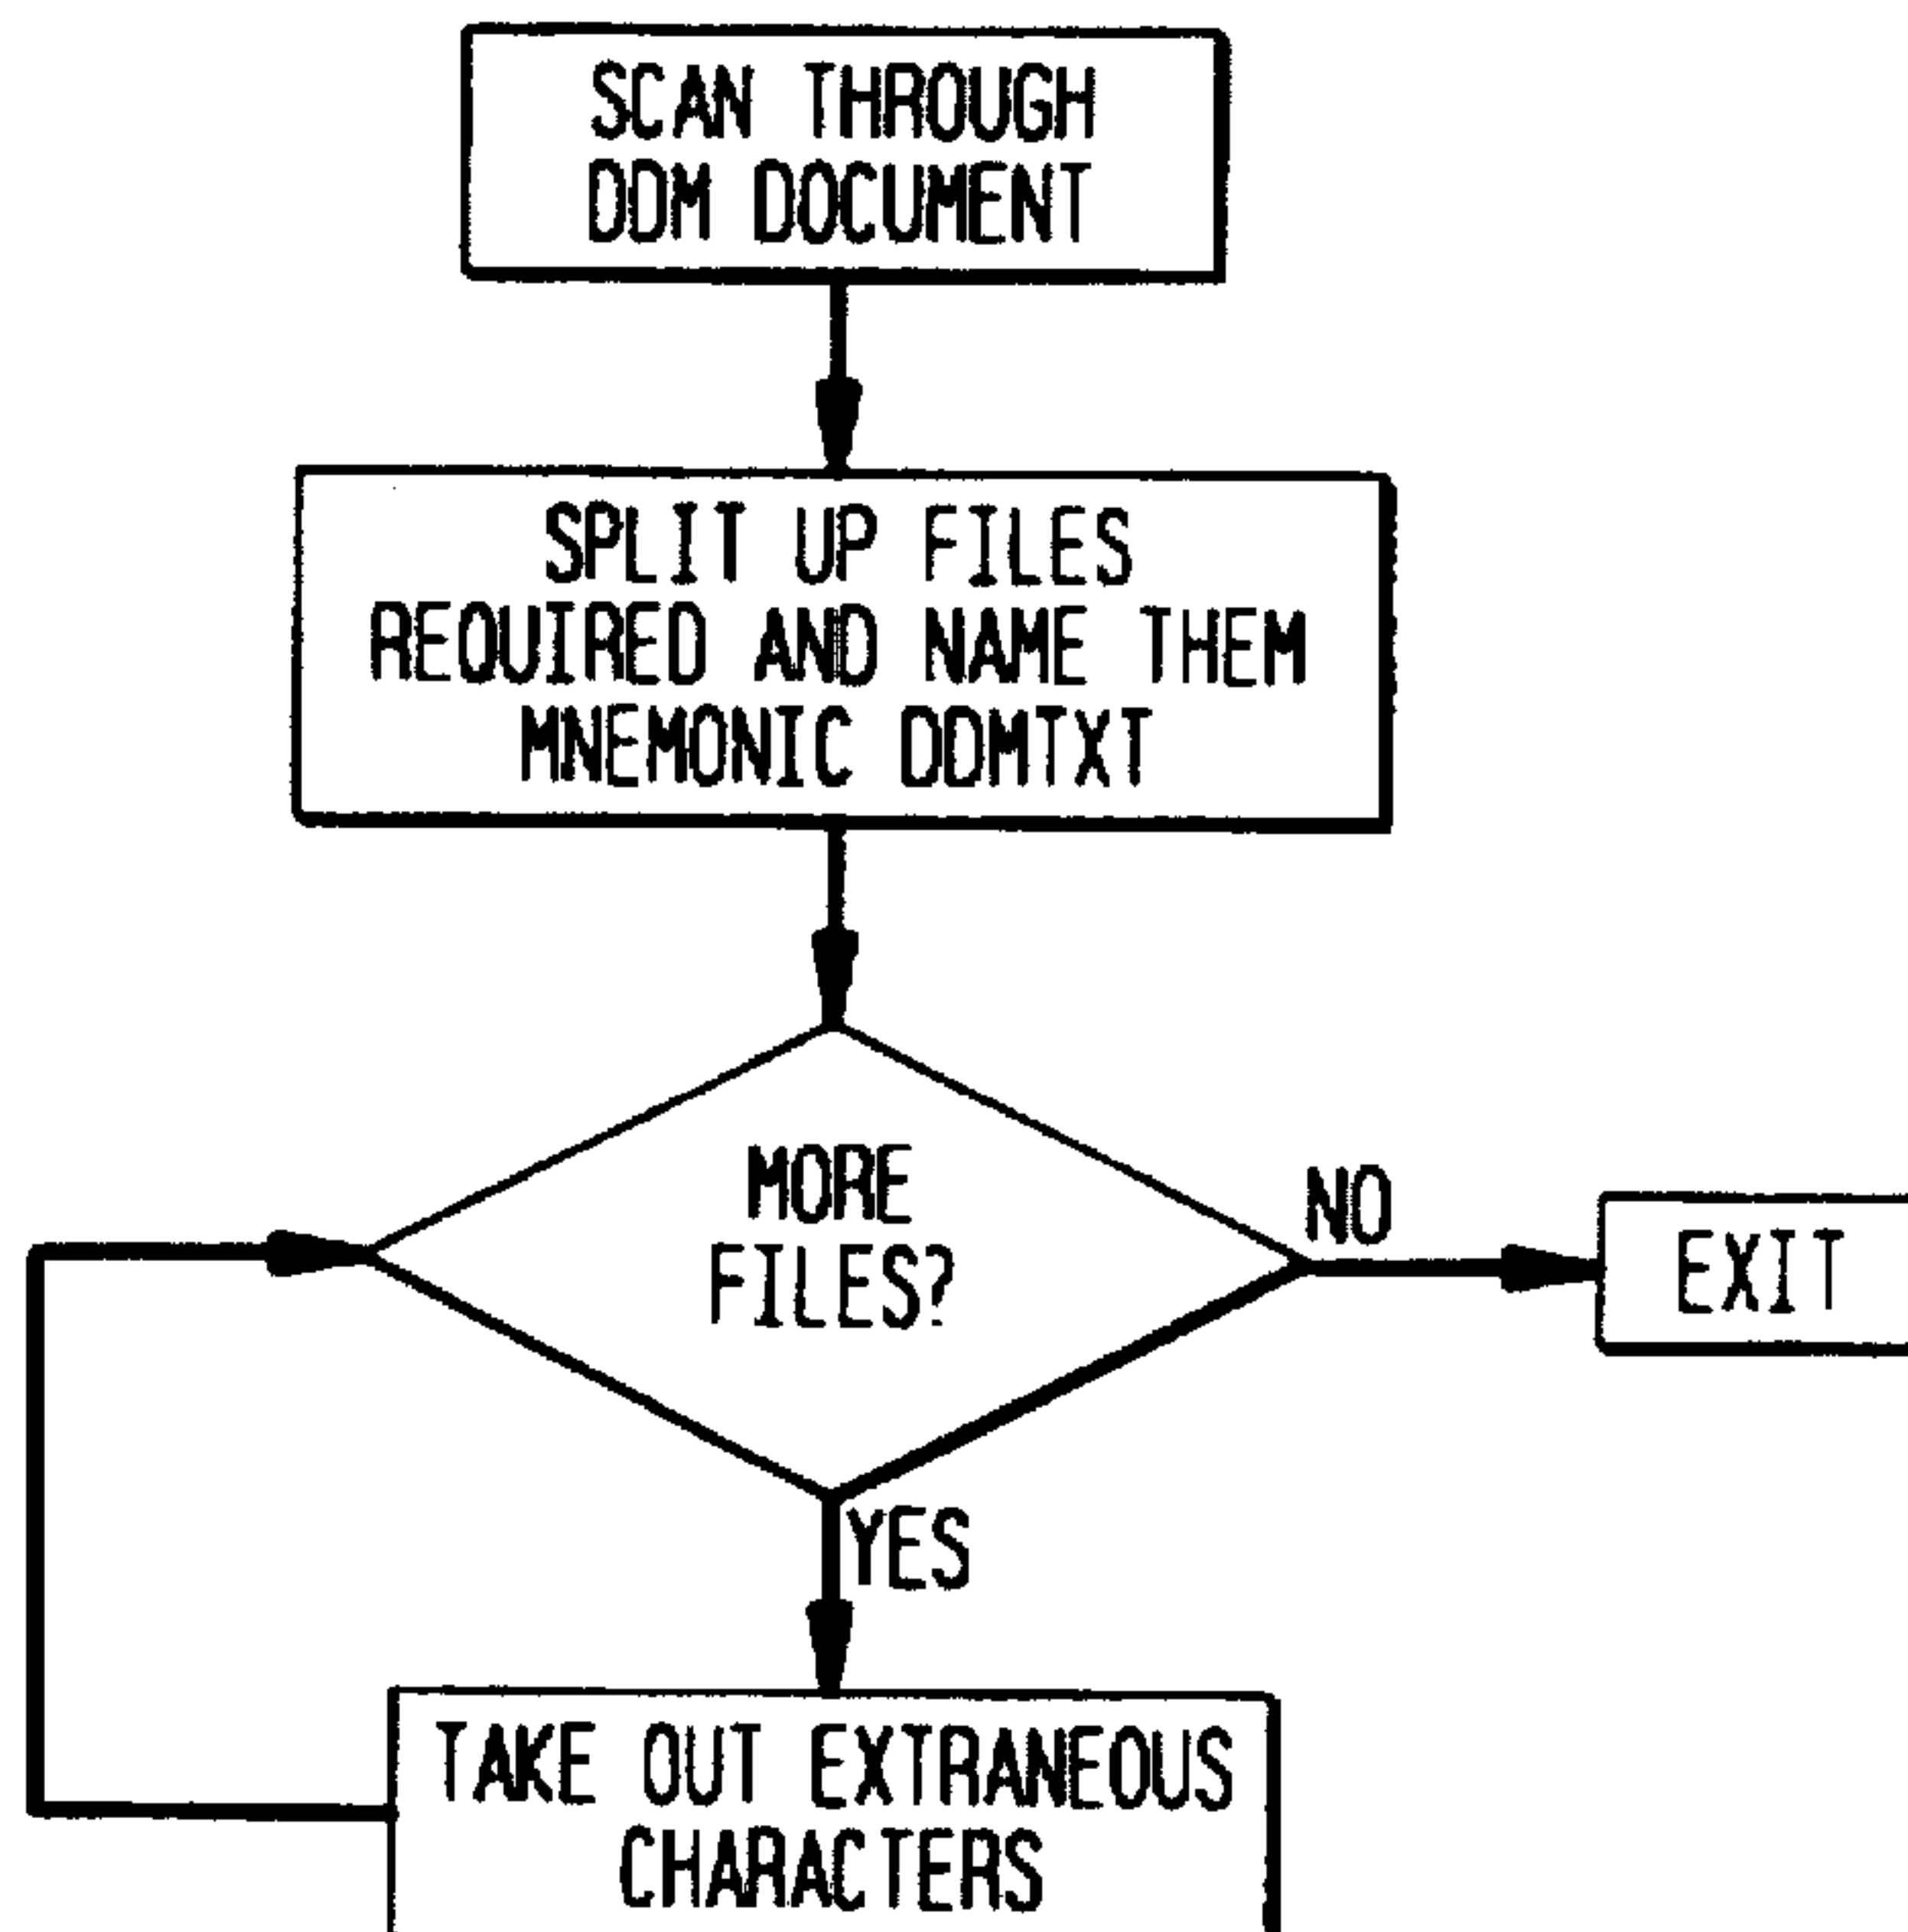 SCAN THROUGH
DDM DOCUMENT
SPLIT UP FILES
REQUIRED AND NAME THEM
MNEMONIC DDMTXT
MORE
FILES?
NO
EXIT
YES
TAKE OUT EXTRANEOUS
CHARACTERS